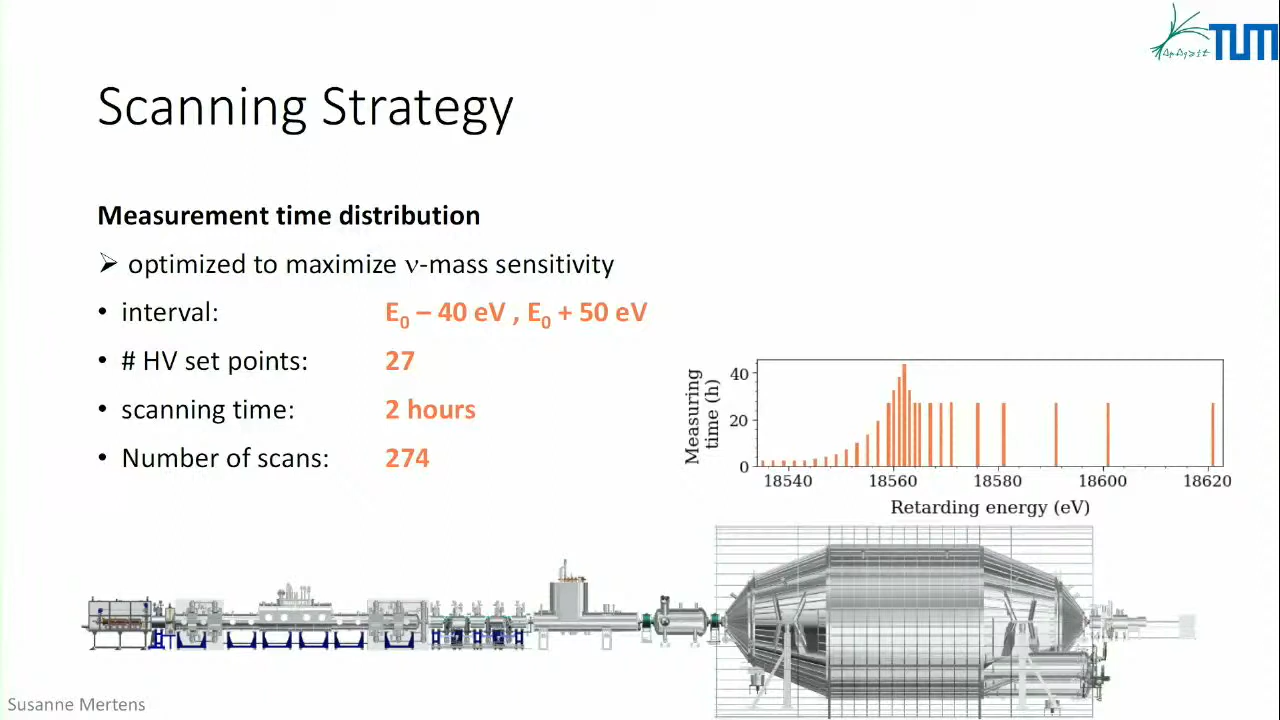 TUM
Scanning Strategy
Measurement time distribution
➢ optimized to maximize ν-mass sensitivity
• interval: E₀ – 40 eV , E₀ + 50 eV
• # HV set points: 27
• scanning time: 2 hours
• Number of scans: 274
Measuring
time (h)
40
20
0
18540 18560 18580 18600 18620
Retarding energy (eV)
Susanne Mertens